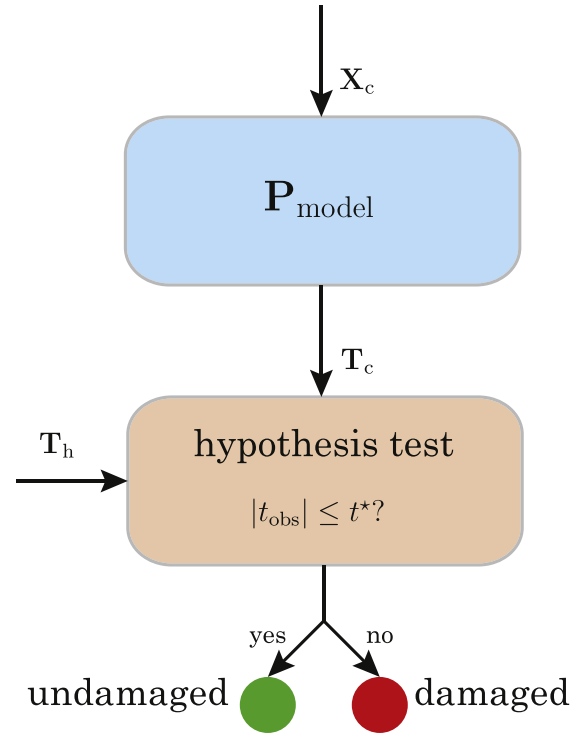 X_c
P_model
T_c
T_h
hypothesis test
|t_obs| ≤ t*?
yes
no
undamaged
damaged